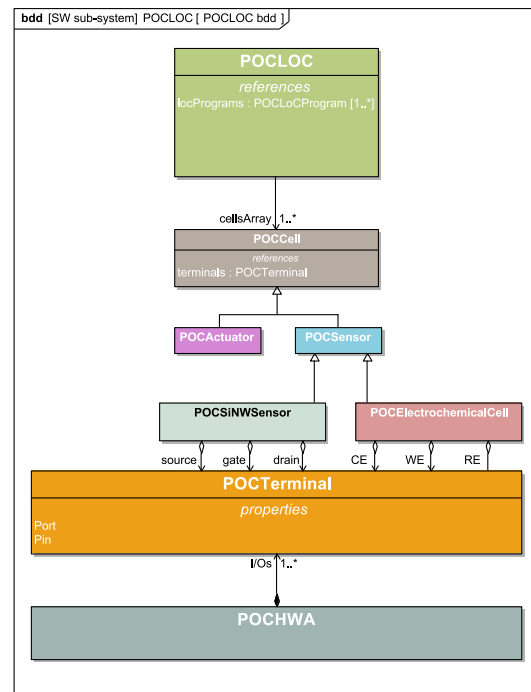 bdd [SW sub-system] POCLOC [ POCLOC bdd ]
POCLOC
references
locPrograms : POCLoCProgram [1..*]
cellsArray 1..*
POCCell
references
terminals : POCTerminal
POCActuator
POCSensor
POCSiNWSensor
POCElectrochemicalCell
source gate drain CE WE RE
POCTerminal
properties
Port
Pin
I/Os 1..*
POCHWA